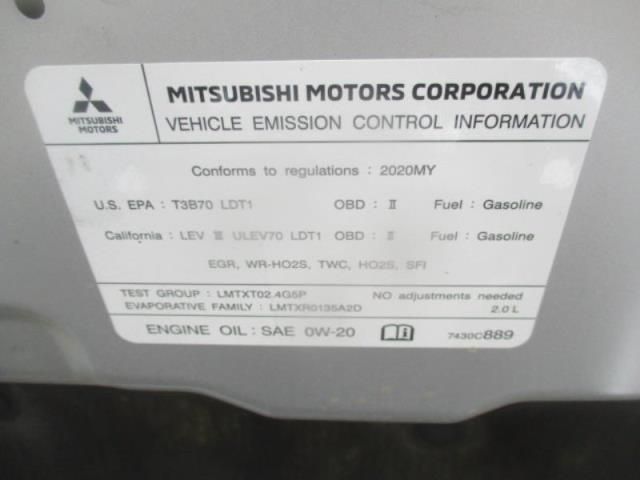 MITSUBISHI MOTORS
MITSUBISHI MOTORS CORPORATION
VEHICLE EMISSION CONTROL INFORMATION
Conforms to regulations : 2020MY
U.S. EPA : T3B70 LDT1 OBD : II Fuel : Gasoline
California : LEV III ULEV70 LDT1 OBD : II Fuel : Gasoline
EGR, WR-HO2S, TWC, HO2S, SFI
TEST GROUP : LMTXT02.4G5P NO adjustments needed
EVAPORATIVE FAMILY : LMTXR0135A2D 2.0 L
ENGINE OIL : SAE 0W-20 7430C889